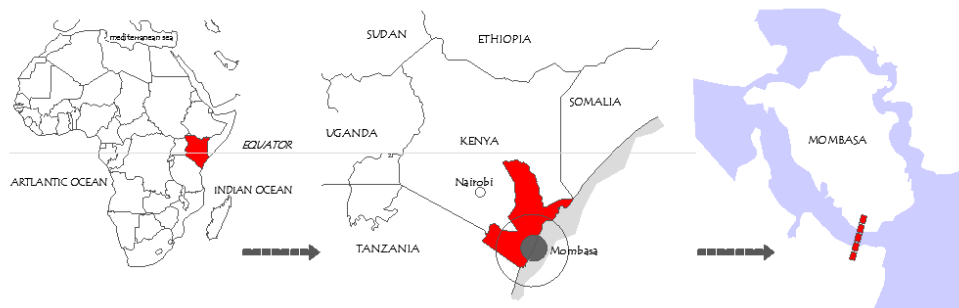 mediterranean sea
EQUATOR
ARTLANTIC OCEAN
INDIAN OCEAN
SUDAN
ETHIOPIA
SOMALIA
UGANDA
KENYA
Nairobi
TANZANIA
Mombasa
MOMBASA